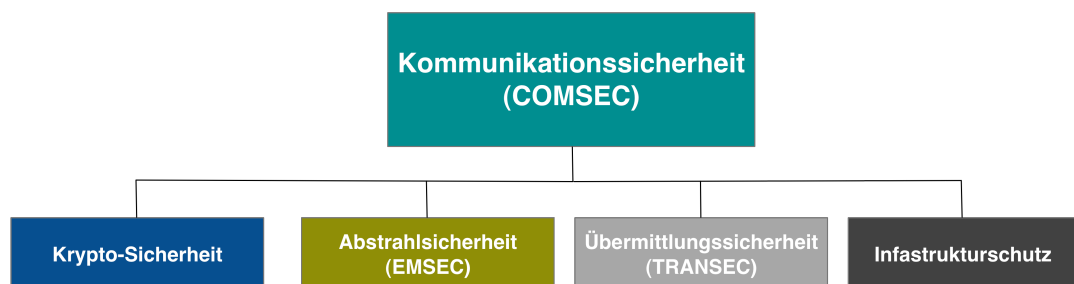 Kommunikationssicherheit
(COMSEC)
Krypto-Sicherheit
Abstrahlsicherheit
(EMSEC)
Übermittlungssicherheit
(TRANSEC)
Infastrukturschutz